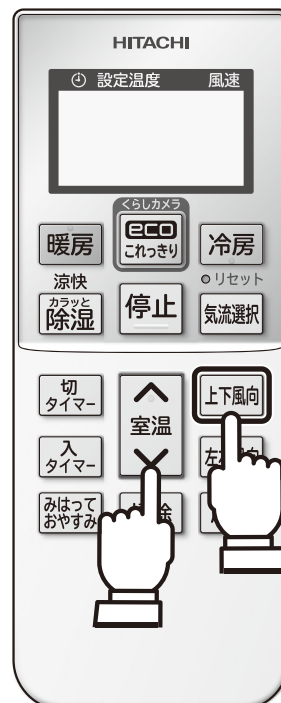 HITACHI
設定温度 風速
くらしカメラ
暖房
eco
これっきり
冷房
涼快
カラッと
除湿
停止
リセット
気流選択
切
タイマー
室温
上下風向
入
タイマー
みはって
おやすみ